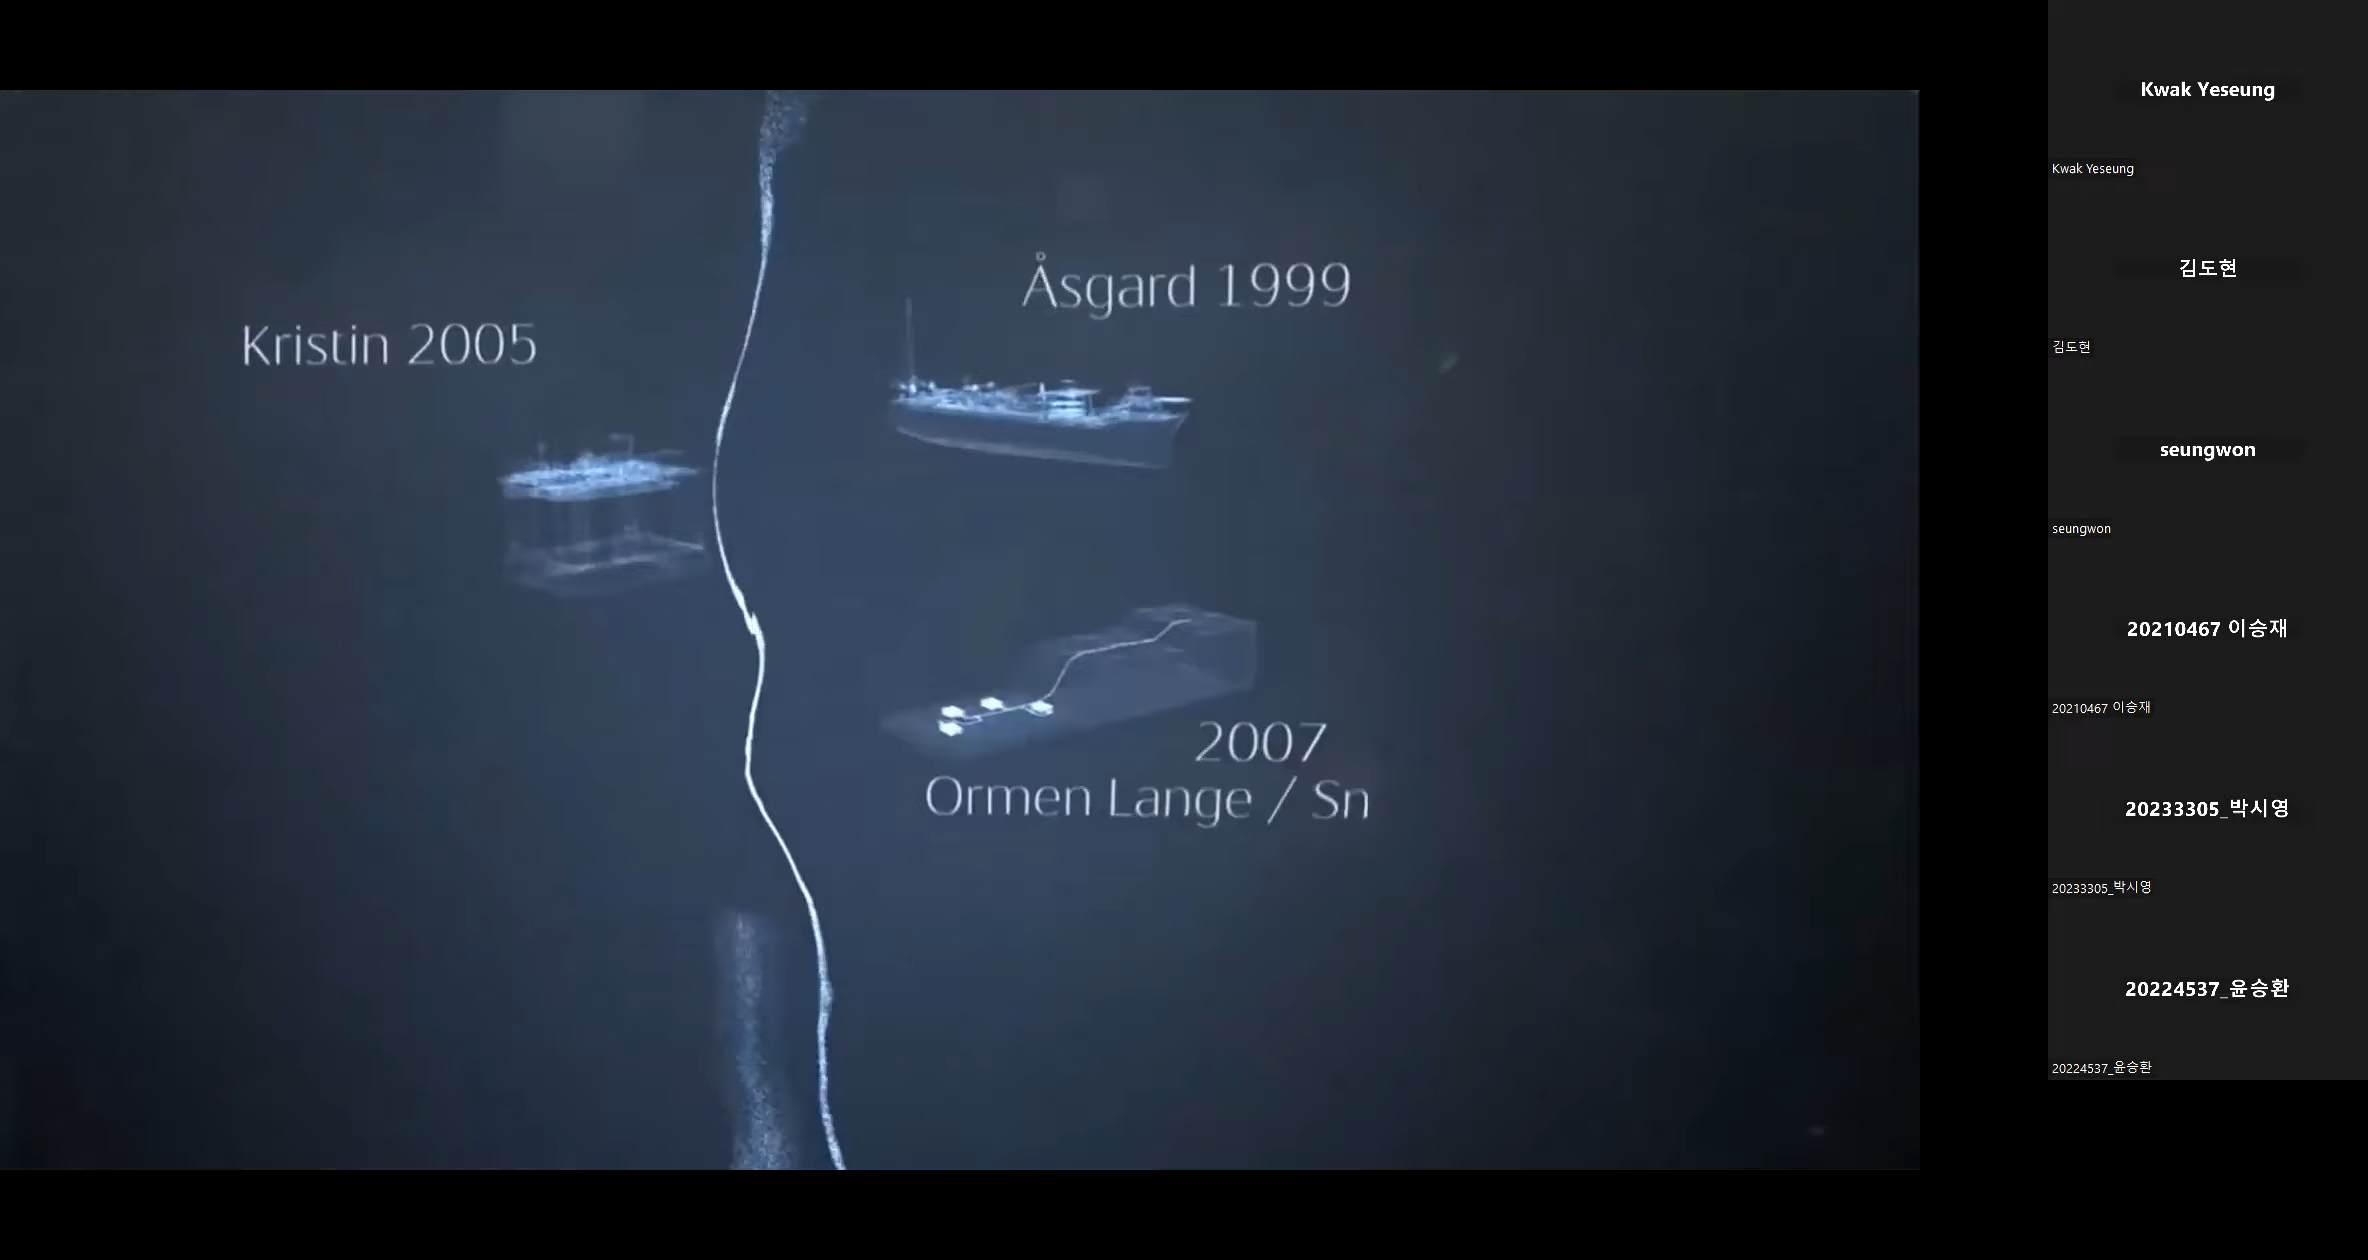 Kristin 2005
Åsgard 1999
2007
Ormen Lange / Sn
Kwak Yeseung
Kwak Yeseung
김도현
김도현
seungwon
seungwon
20210467 이승재
20210467 이승재
20233305_박시영
20233305_박시영
20224537_윤승환
20224537_윤승환